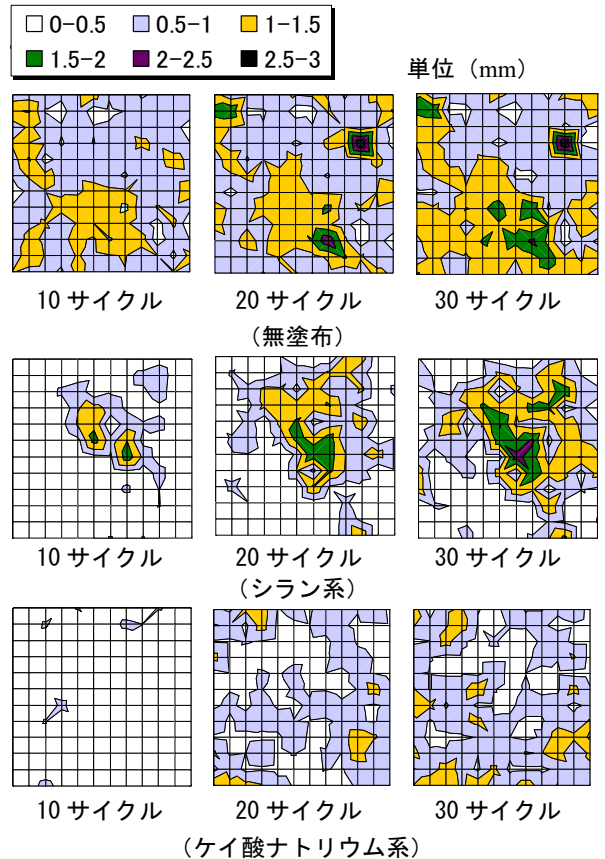 0-0.5 0.5-1 1-1.5
1.5-2 2-2.5 2.5-3
単位（mm）
10 サイクル 20 サイクル 30 サイクル
（無塗布）
10 サイクル 20 サイクル 30 サイクル
（シラン系）
10 サイクル 20 サイクル 30 サイクル
（ケイ酸ナトリウム系）